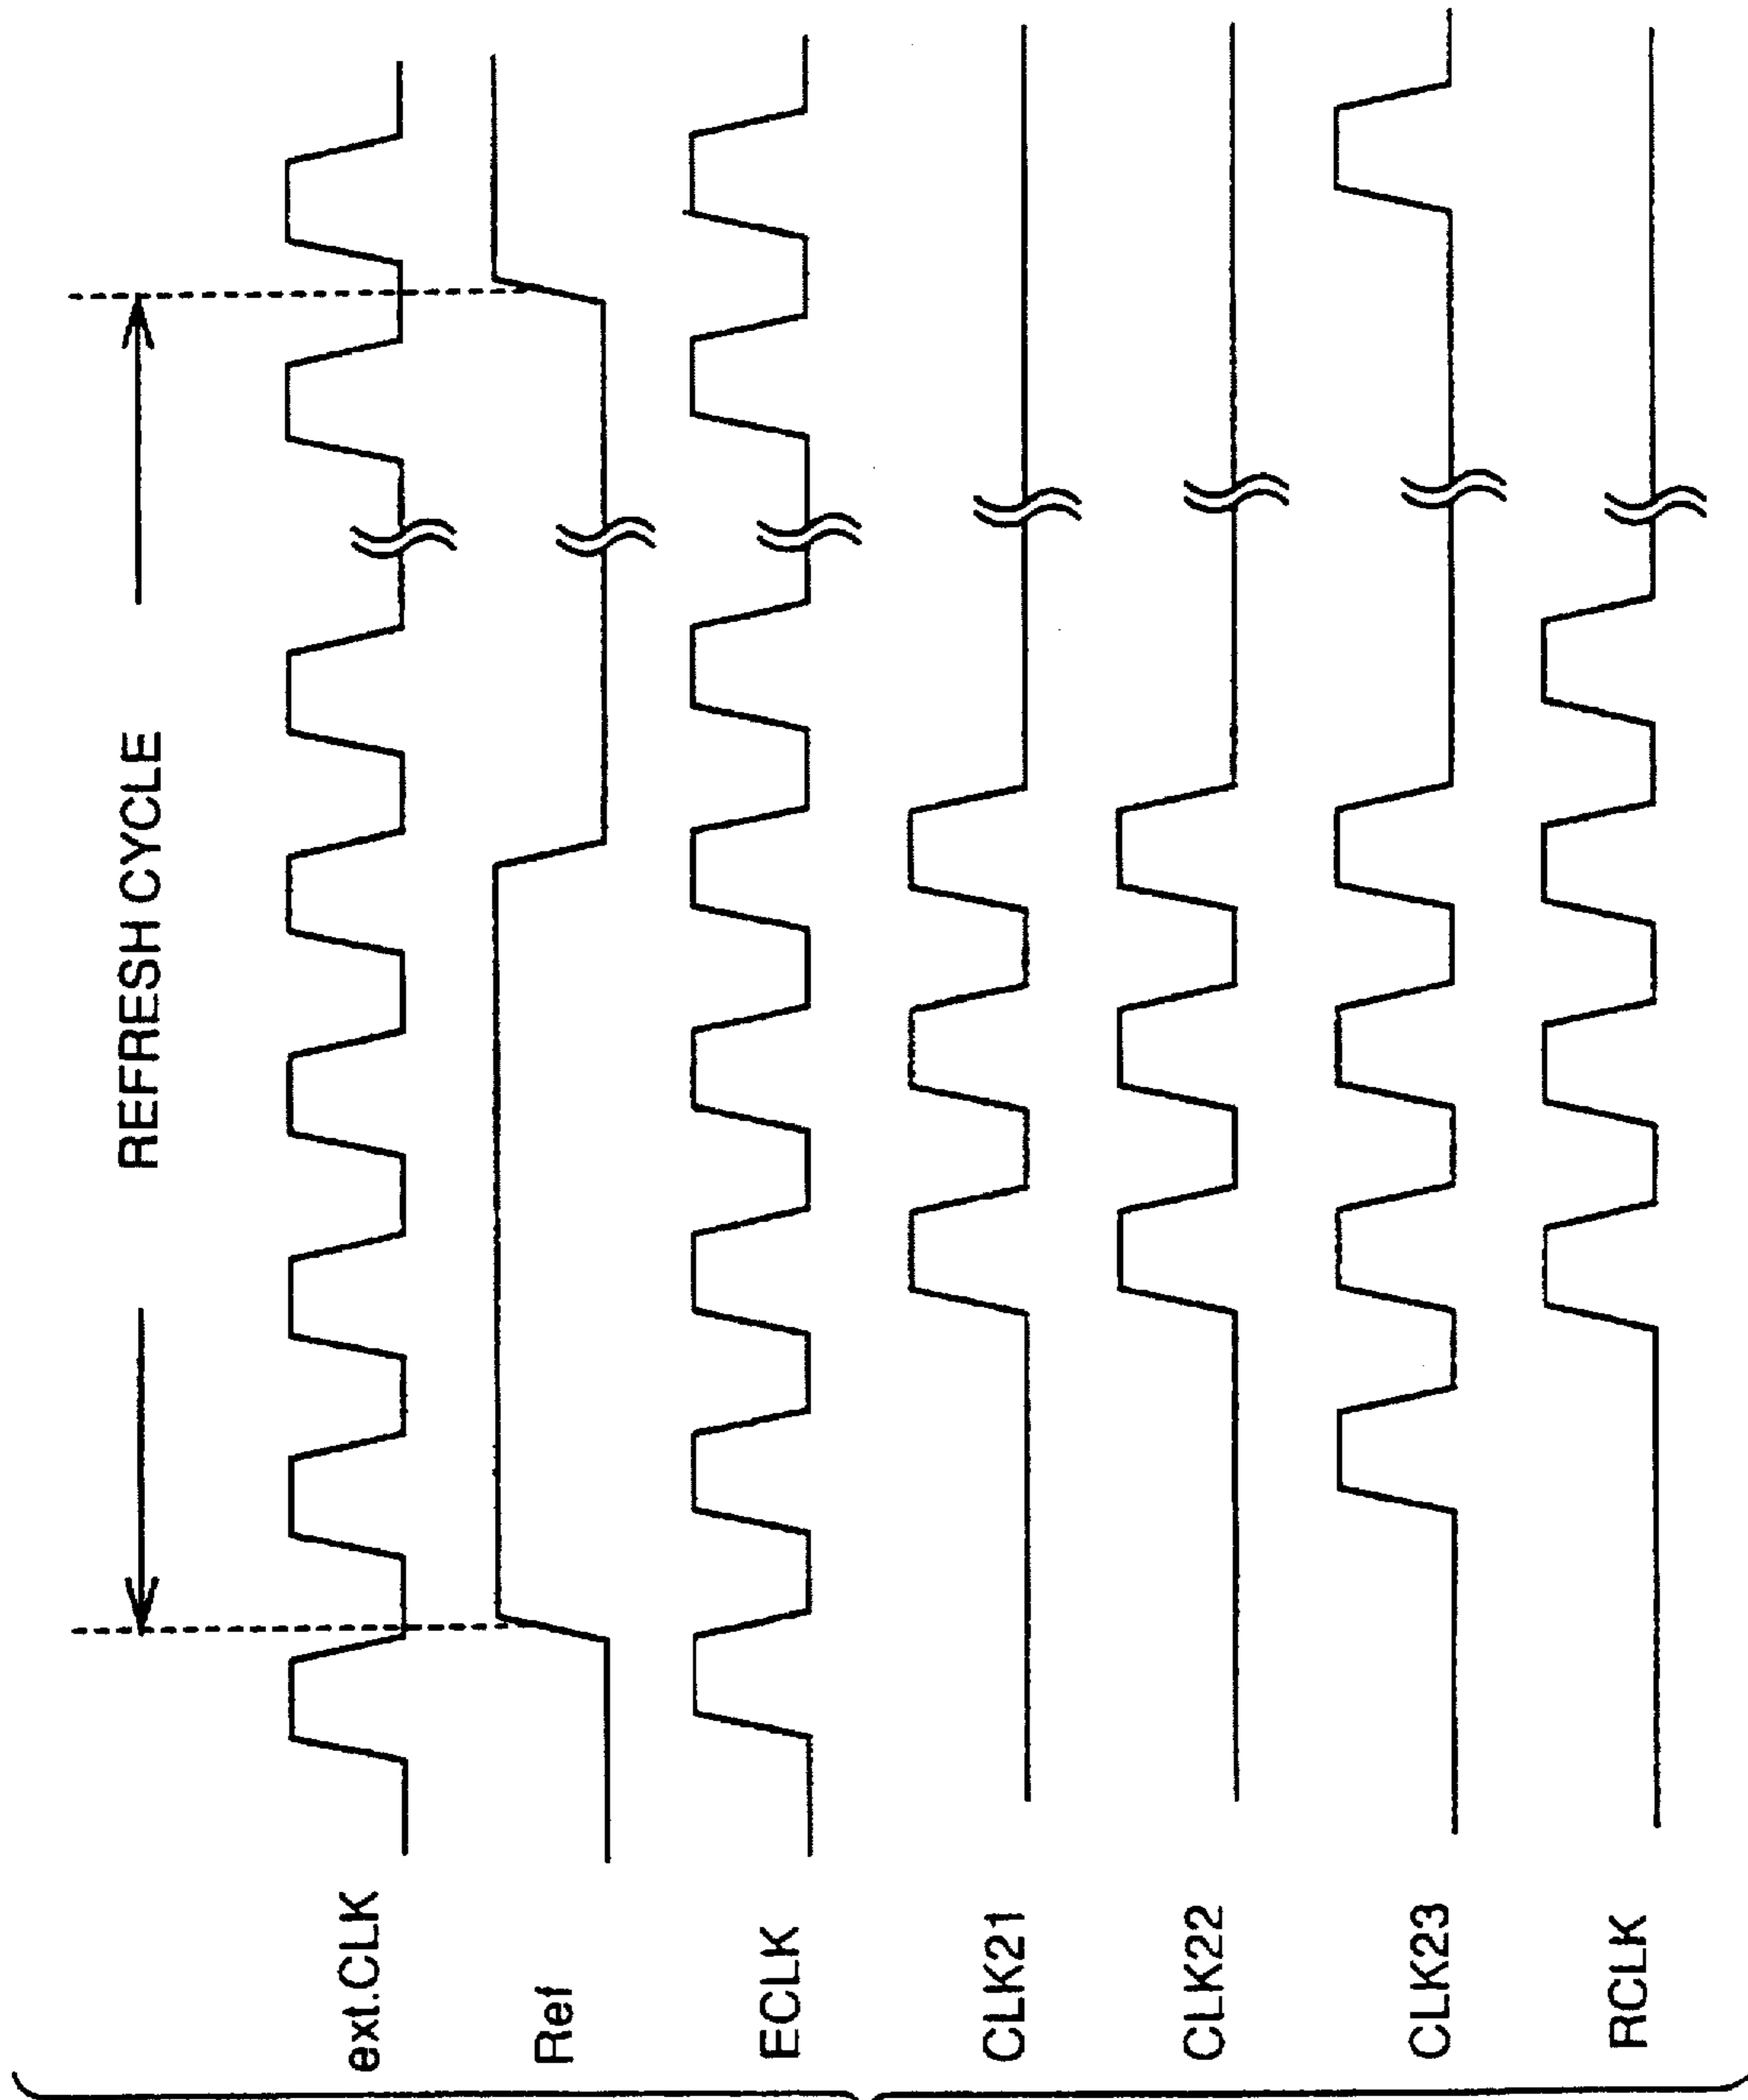 REFRESH CYCLE
ext.CLK
Ref
ECLK
CLK21
CLK22
CLK23
RCLK